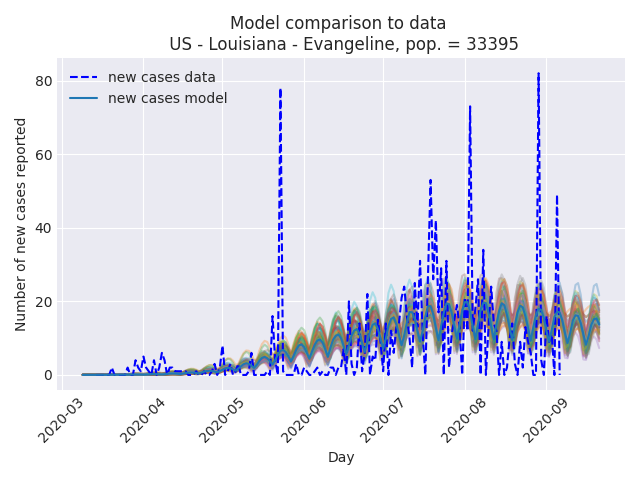 Model comparison to data
US - Louisiana - Evangeline, pop. = 33395
new cases data
new cases model
Number of new cases reported
80
60
40
20
0
2020-03
2020-04
2020-05
2020-06
2020-07
2020-08
2020-09
Day